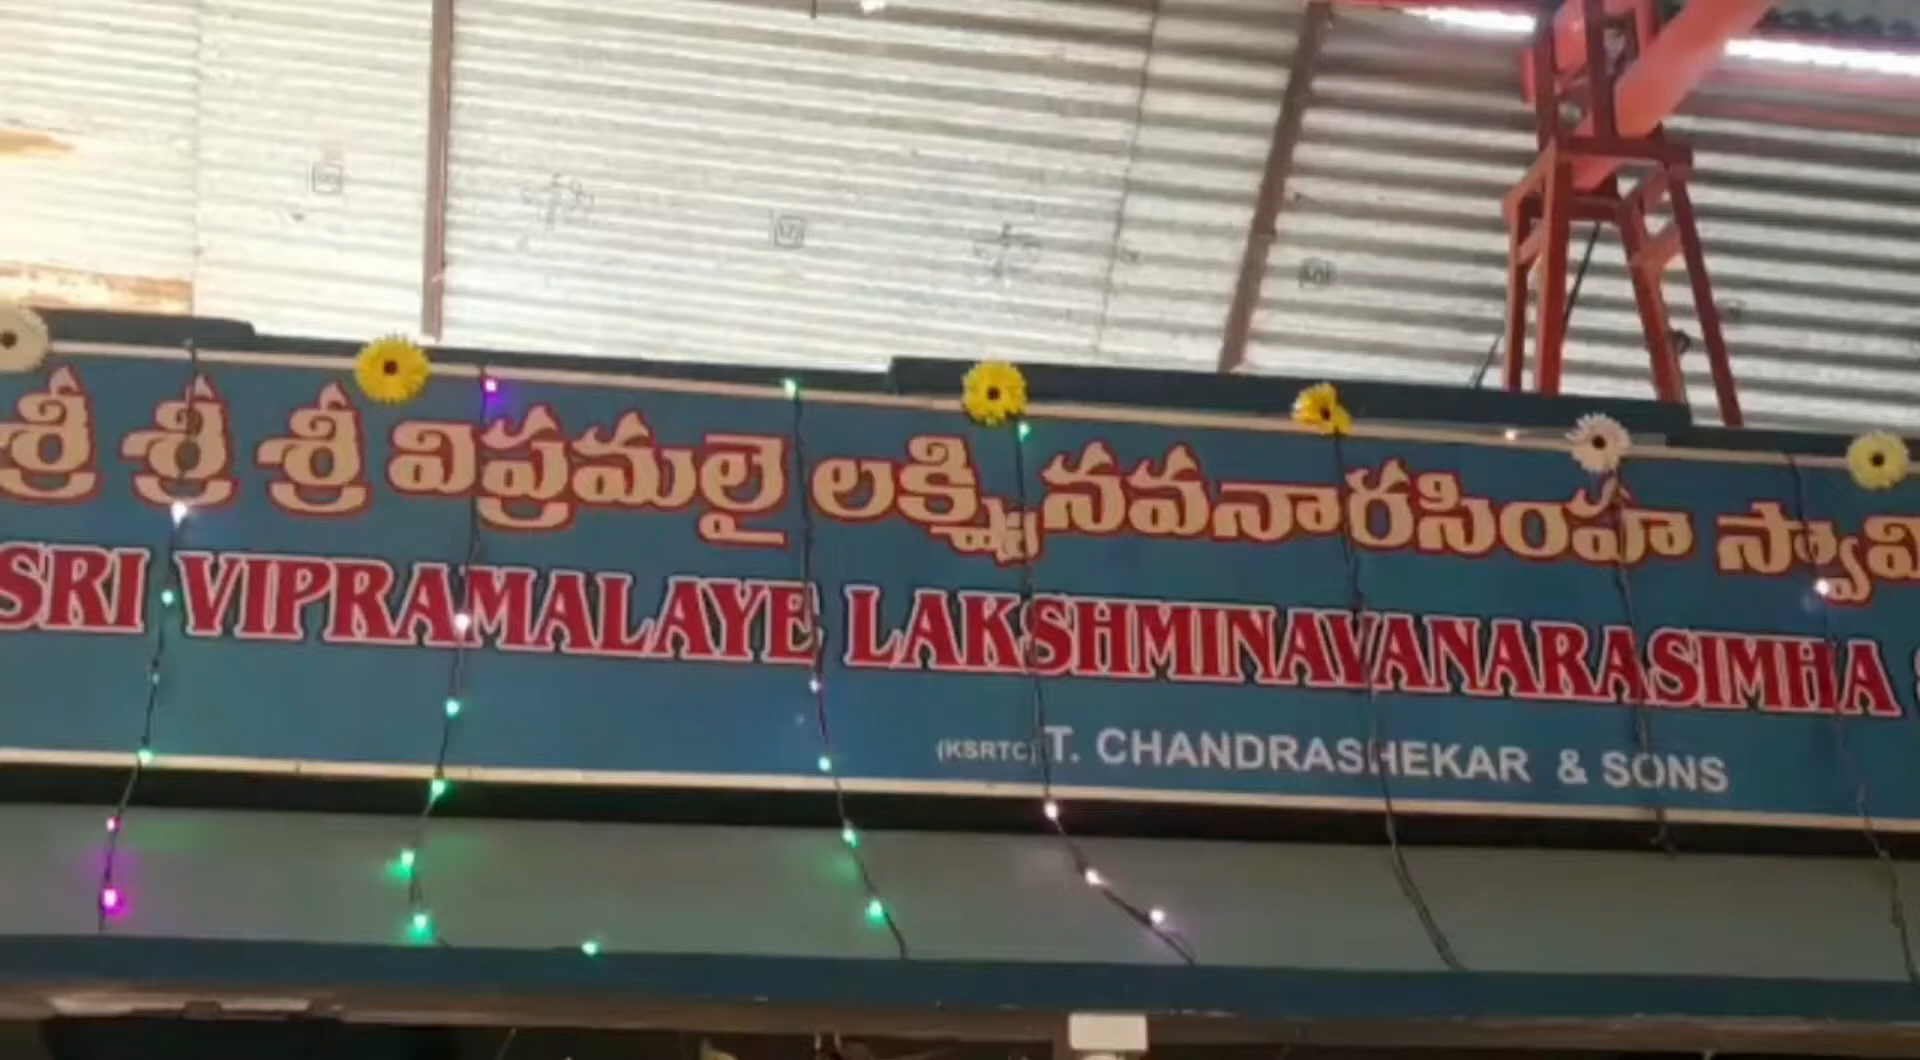 శ్రీ శ్రీ శ్రీ విప్రమలై లక్ష్మి నవనారసింహ స్వామి
SRI VIPRAMALAYE LAKSHMINAVANARASIMHA
(KSRTC) T. CHANDRASHEKAR & SONS